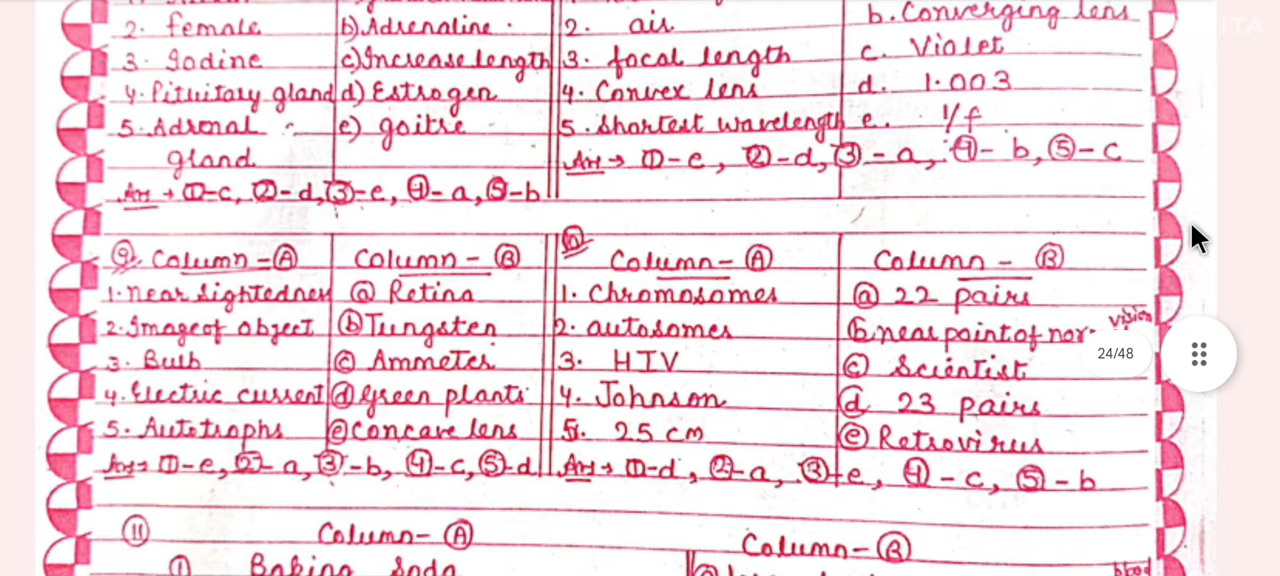 2. female b) Adrenaline. 2. air b. Converging lens
3. Iodine c) Increase length 3. focal length c. Violet
4. Pituitary gland d) Estrogen 4. Convex lens d. 1.003
5. Adrenal e) goitre 5. Shortest wavelength e. 1/f
gland Ans → ①-e, ②-d, ③-a, ④-b, ⑤-c
Ans → ①-c, ②-d, ③-e, ④-a, ⑤-b
⑨ Column-Ⓐ Column-Ⓑ ⑩ Column-Ⓐ Column-Ⓑ
1. near sightedness ⓐ Retina 1. Chromosomes ⓐ 22 pairs
2. Image of object ⓑ Tungsten 2. autosomes ⓑ near point of nor- vision
3. Bulb ⓒ Ammeter 3. HIV ⓒ Scientist
24/48
4. Electric current ⓓ green plants 4. Johnson ⓓ 23 pairs
5. Autotrophs ⓔ Concave lens 5. 25 cm ⓔ Retrovirus
Ans → ①-e, ②-a, ③-b, ④-c, ⑤-d Ans → ①-d, ②-a, ③-e, ④-c, ⑤-b
⑪ Column-Ⓐ Column-Ⓑ
① Baking Soda
blood